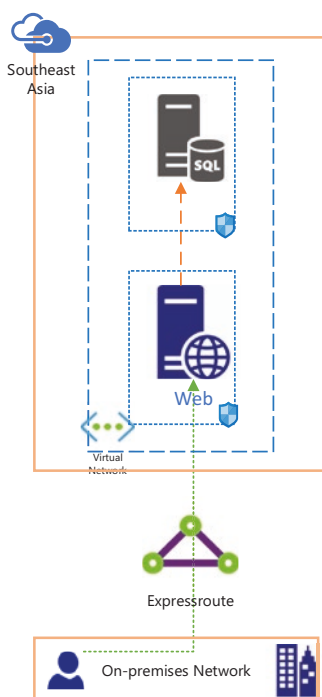 Southeast
Asia
SQL
Web
Virtual
Network
Expressroute
On-premises Network